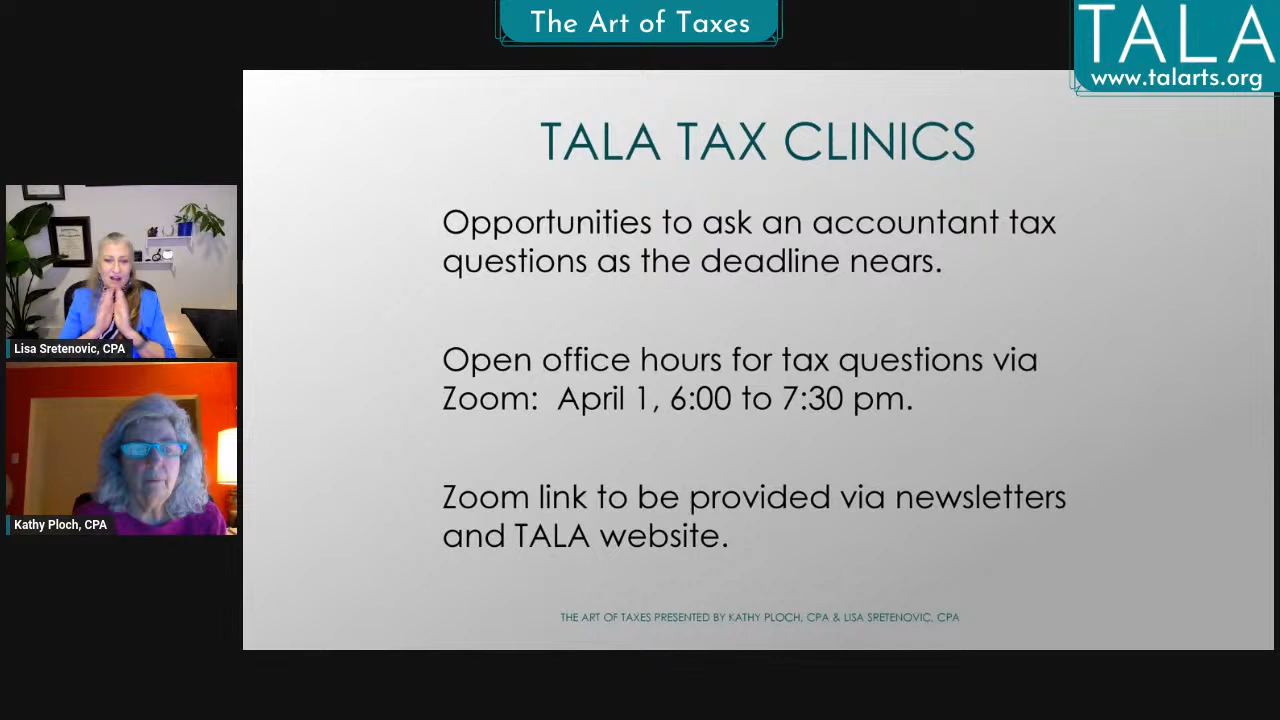 The Art of Taxes
TALA
www.talarts.org
TALA TAX CLINICS
Opportunities to ask an accountant tax
questions as the deadline nears.
Open office hours for tax questions via
Zoom: April 1, 6:00 to 7:30 pm.
Zoom link to be provided via newsletters
and TALA website.
THE ART OF TAXES PRESENTED BY KATHY PLOCH, CPA & LISA SRETENOVIC, CPA
Lisa Sretenovic, CPA
Kathy Ploch, CPA